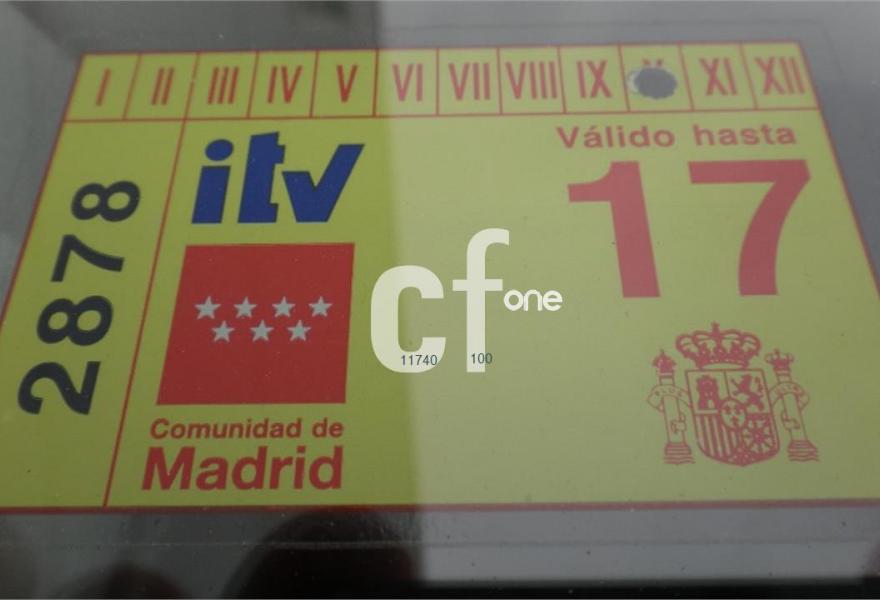 I II III IV V VI VII VIII IX X XI XII
2878
itv
Válido hasta
17
cf one
11740 100
Comunidad de
Madrid